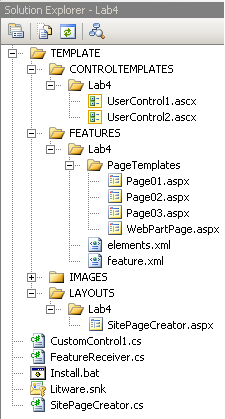 Solution Explorer - Lab4
TEMPLATE
CONTROLTEMPLATES
Lab4
UserControl1.ascx
UserControl2.ascx
FEATURES
Lab4
PageTemplates
Page01.aspx
Page02.aspx
Page03.aspx
WebPartPage.aspx
elements.xml
feature.xml
IMAGES
LAYOUTS
Lab4
SitePageCreator.aspx
CustomControl1.cs
FeatureReceiver.cs
Install.bat
Litware.snk
SitePageCreator.cs